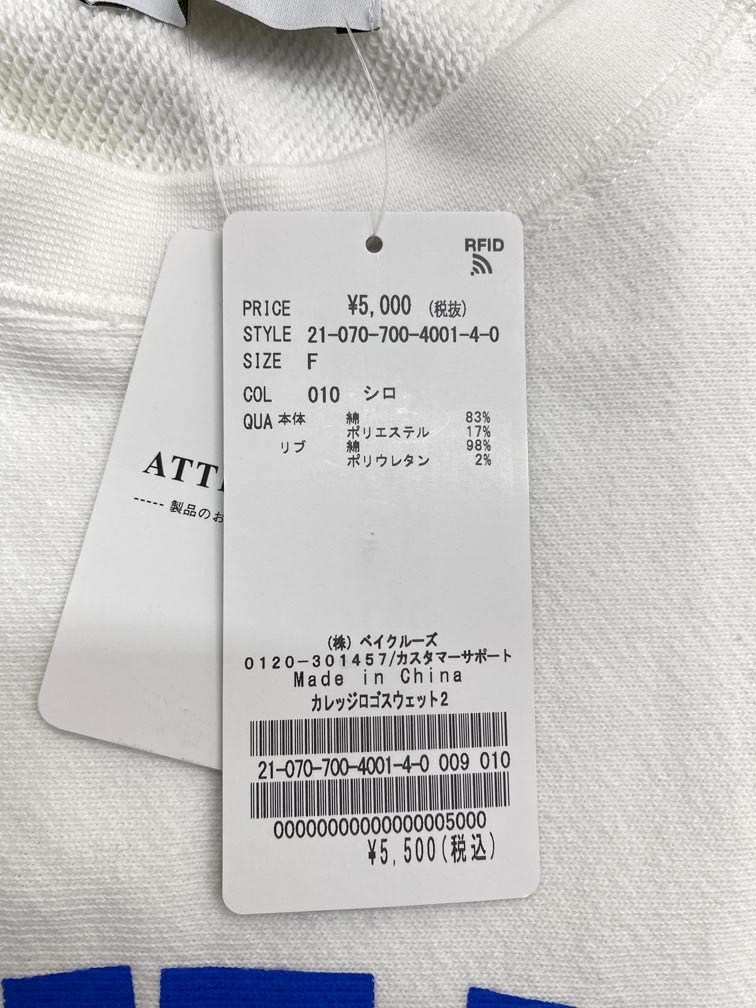 RFID
PRICE ¥5,000 (税抜)
STYLE 21-070-700-4001-4-0
SIZE F
COL 010 シロ
QUA 本体 綿 83%
ポリエステル 17%
リブ 綿 98%
ポリウレタン 2%
ATT
----- 製品のお
(株) ベイクルーズ
0120-301457/カスタマーサポート
Made in China
カレッジロゴスウェット2
21-070-700-4001-4-0 009 010
00000000000000005000
¥5,500(税込)